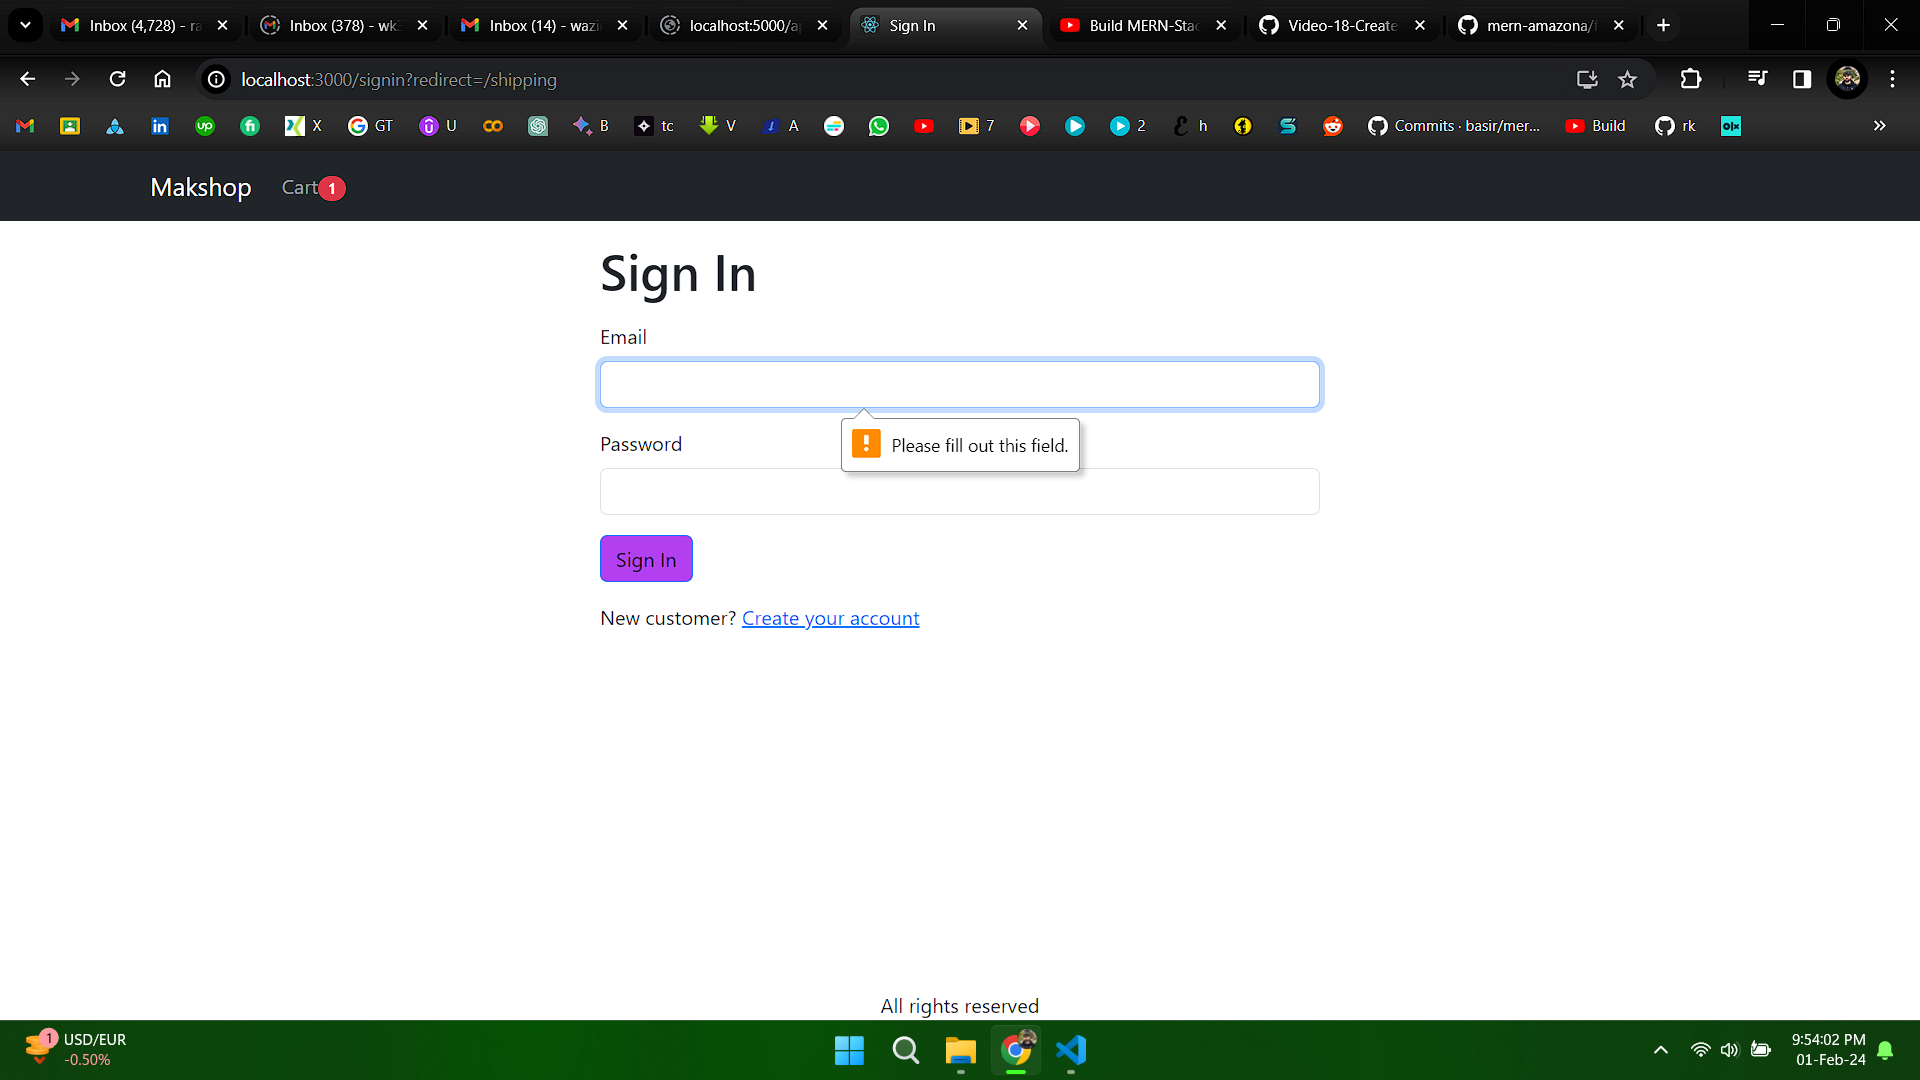 Inbox (4,728) - ra
Inbox (378) - wk
Inbox (14) - wazi
localhost:5000/a
Sign In
Build MERN-Stac
Video-18-Create
mern-amazona/
localhost:3000/signin?redirect=/shipping
X
GT
U
B
tc
V
A
7
2
h
Commits · basir/mer...
Build
rk
olx
Makshop
Cart 1
Sign In
Email
Please fill out this field.
Password
Sign In
New customer? Create your account
All rights reserved
1
USD/EUR
-0.50%
9:54:02 PM
01-Feb-24